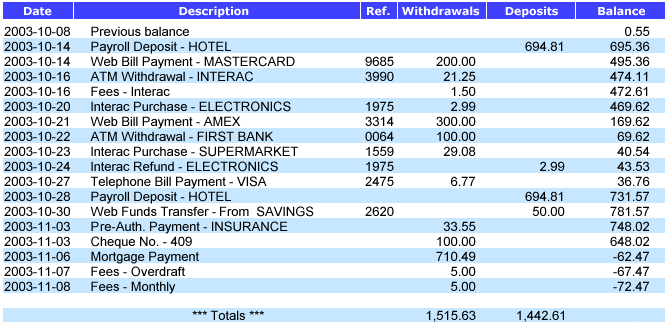 Date Description Ref. Withdrawals Deposits Balance
2003-10-08 Previous balance 0.55
2003-10-14 Payroll Deposit - HOTEL 694.81 695.36
2003-10-14 Web Bill Payment - MASTERCARD 9685 200.00 495.36
2003-10-16 ATM Withdrawal - INTERAC 3990 21.25 474.11
2003-10-16 Fees - Interac 1.50 472.61
2003-10-20 Interac Purchase - ELECTRONICS 1975 2.99 469.62
2003-10-21 Web Bill Payment - AMEX 3314 300.00 169.62
2003-10-22 ATM Withdrawal - FIRST BANK 0064 100.00 69.62
2003-10-23 Interac Purchase - SUPERMARKET 1559 29.08 40.54
2003-10-24 Interac Refund - ELECTRONICS 1975 2.99 43.53
2003-10-27 Telephone Bill Payment - VISA 2475 6.77 36.76
2003-10-28 Payroll Deposit - HOTEL 694.81 731.57
2003-10-30 Web Funds Transfer - From SAVINGS 2620 50.00 781.57
2003-11-03 Pre-Auth. Payment - INSURANCE 33.55 748.02
2003-11-03 Cheque No. - 409 100.00 648.02
2003-11-06 Mortgage Payment 710.49 -62.47
2003-11-07 Fees - Overdraft 5.00 -67.47
2003-11-08 Fees - Monthly 5.00 -72.47
*** Totals *** 1,515.63 1,442.61